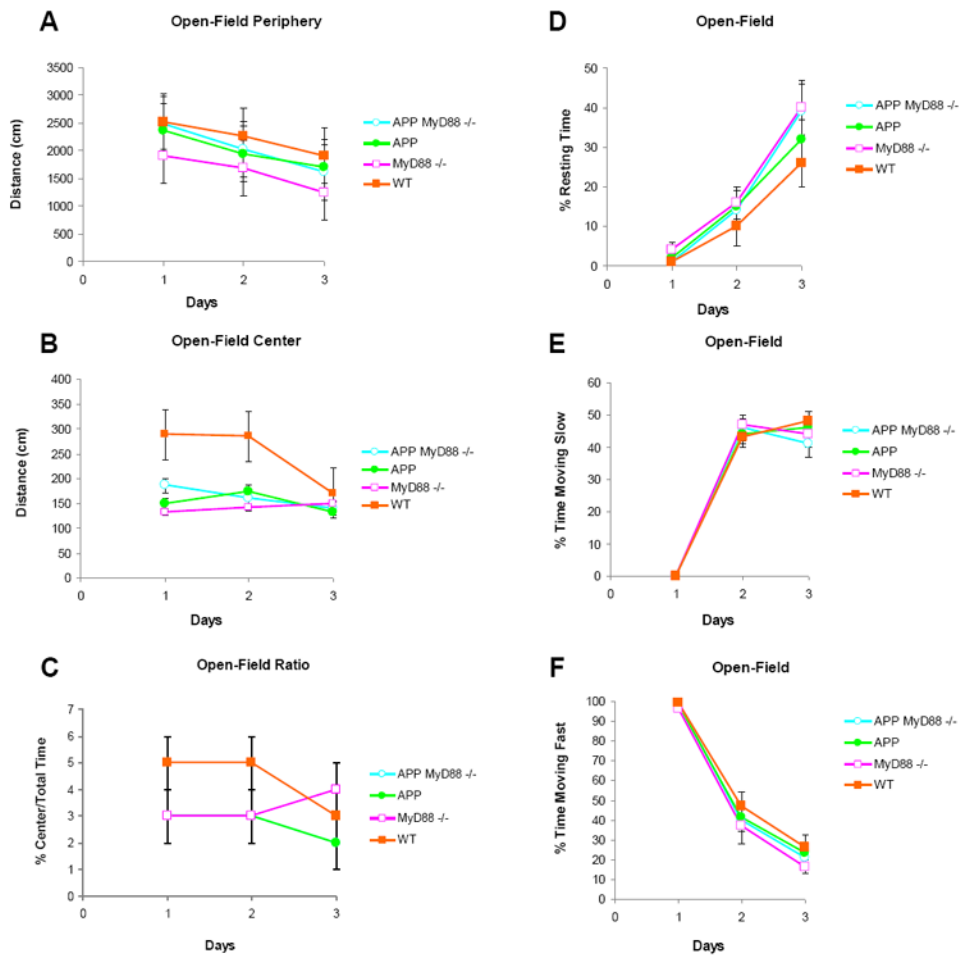 A
Open-Field Periphery
Distance (cm)
3500
3000
2500
2000
1500
1000
500
0
0 1 2 3
Days
APP MyD88 -/-
APP
MyD88 -/-
WT
B
Open-Field Center
Distance (cm)
400
350
300
250
200
150
100
50
0
0 1 2 3
Days
APP MyD88 -/-
APP
MyD88 -/-
WT
C
Open-Field Ratio
% Center/Total Time
7
6
5
4
3
2
1
0
0 1 2 3
Days
APP MyD88 -/-
APP
MyD88 -/-
WT
D
Open-Field
% Resting Time
50
40
30
20
10
0
0 1 2 3
Days
APP MyD88 -/-
APP
MyD88 -/-
WT
E
Open-Field
% Time Moving Slow
60
50
40
30
20
10
0
0 1 2 3
Days
APP MyD88 -/-
APP
MyD88 -/-
WT
F
Open-Field
% Time Moving Fast
100
90
80
70
60
50
40
30
20
10
0
0 1 2 3
Days
APP MyD88 -/-
APP
MyD88 -/-
WT